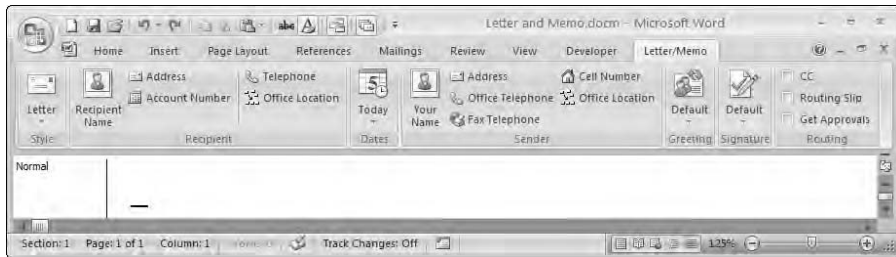 Letter and Memo.docm - Microsoft Word
Home Insert Page Layout References Mailings Review View Developer Letter/Memo
Address Telephone Address Cell Number CC
Letter Recipient Name Account Number Office Location Today Your Name Office Telephone Office Location Default Default Routing Slip
Fax Telephone Get Approvals
Style Recipient Dates Sender Greeting Signature Routing
Normal
Section: 1 Page: 1 of 1 Column: 1 Track Changes: Off 125%